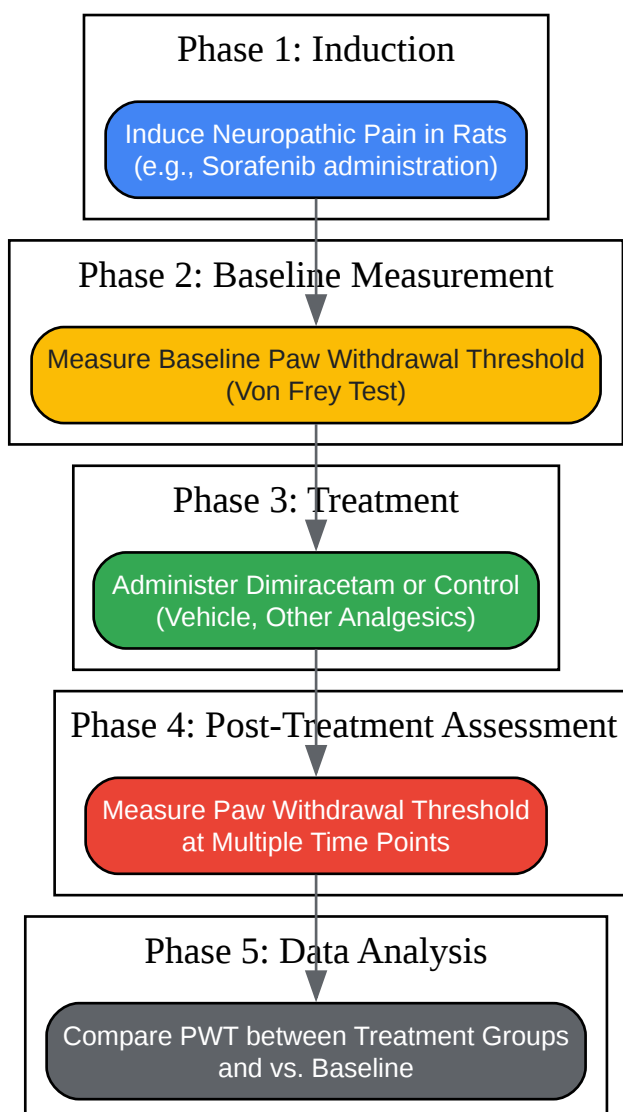 Phase 1: Induction
Induce Neuropathic Pain in Rats
(e.g., Sorafenib administration)
Phase 2: Baseline Measurement
Measure Baseline Paw Withdrawal Threshold
(Von Frey Test)
Phase 3: Treatment
Administer Dimiracetam or Control
(Vehicle, Other Analgesics)
Phase 4: Post-Treatment Assessment
Measure Paw Withdrawal Threshold
at Multiple Time Points
Phase 5: Data Analysis
Compare PWT between Treatment Groups
and vs. Baseline